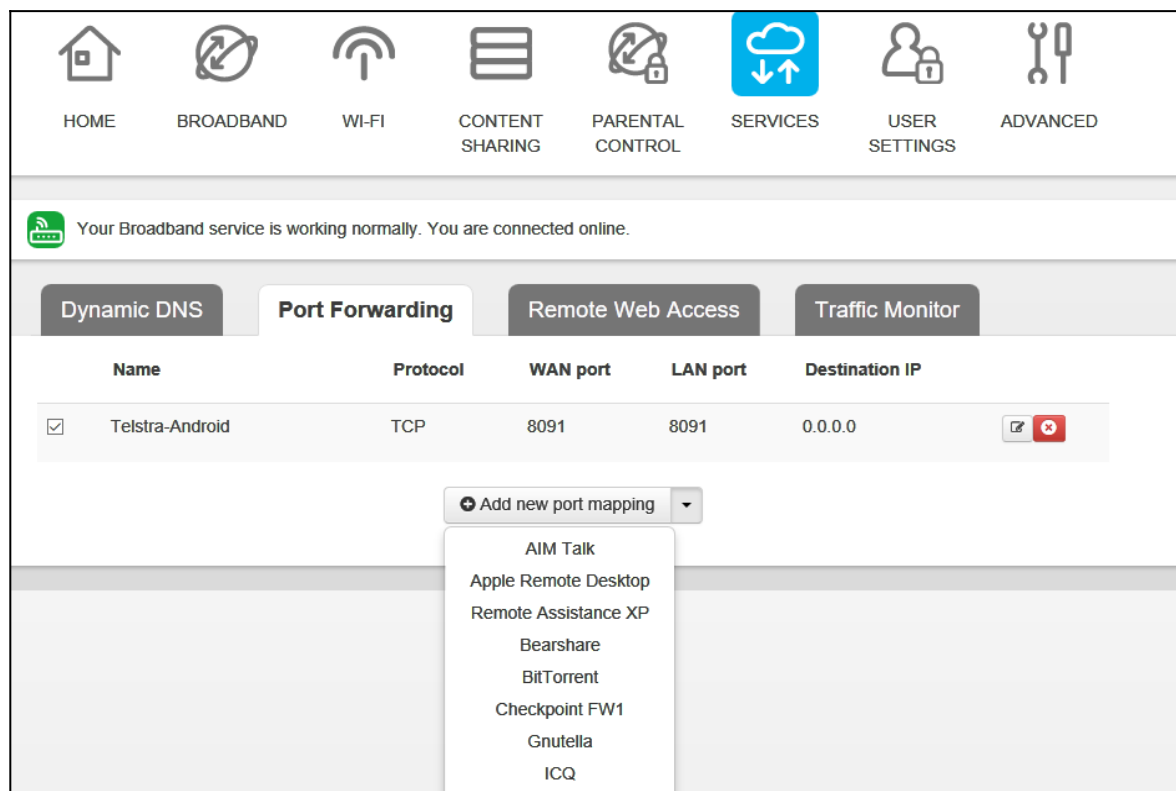 HOME BROADBAND WI-FI CONTENT SHARING PARENTAL CONTROL SERVICES USER SETTINGS ADVANCED
Your Broadband service is working normally. You are connected online.
Dynamic DNS Port Forwarding Remote Web Access Traffic Monitor
Name Protocol WAN port LAN port Destination IP
Telstra-Android TCP 8091 8091 0.0.0.0
Add new port mapping
AIM Talk
Apple Remote Desktop
Remote Assistance XP
Bearshare
BitTorrent
Checkpoint FW1
Gnutella
ICQ